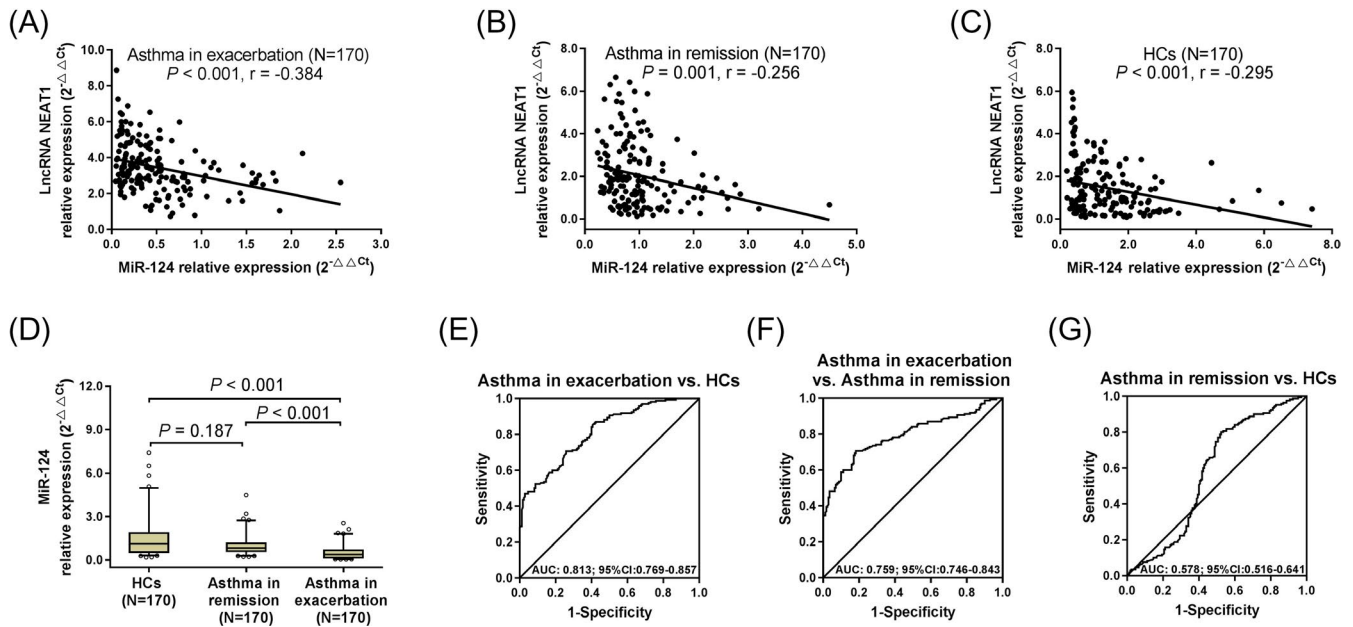 (A)
Asthma in exacerbation (N=170)
P < 0.001, r = -0.384
LncRNA NEAT1
relative expression (2-△△Ct)
10.0
8.0
6.0
4.0
2.0
0.0
0.0 0.5 1.0 1.5 2.0 2.5 3.0
MiR-124 relative expression (2-△△Ct)
(B)
Asthma in remission (N=170)
P = 0.001, r = -0.256
LncRNA NEAT1
relative expression (2-△△Ct)
8.0
6.0
4.0
2.0
0.0
0.0 1.0 2.0 3.0 4.0 5.0
MiR-124 relative expression (2-△△Ct)
(C)
HCs (N=170)
P < 0.001, r = -0.295
LncRNA NEAT1
relative expression (2-△△Ct)
8.0
6.0
4.0
2.0
0.0
0.0 2.0 4.0 6.0 8.0
MiR-124 relative expression (2-△△Ct)
(D)
MiR-124
relative expression (2-△△Ct)
12.0
9.0
6.0
3.0
0.0
P < 0.001
P < 0.001
P = 0.187
HCs
(N=170)
Asthma in
remission
(N=170)
Asthma in
exacerbation
(N=170)
(E)
Asthma in exacerbation vs. HCs
Sensitivity
1.0
0.8
0.6
0.4
0.2
0.0
AUC: 0.813; 95%CI:0.769-0.857
0.0 0.2 0.4 0.6 0.8 1.0
1-Specificity
(F)
Asthma in exacerbation
vs. Asthma in remission
Sensitivity
1.0
0.8
0.6
0.4
0.2
0.0
AUC: 0.759; 95%CI:0.746-0.843
0.0 0.2 0.4 0.6 0.8 1.0
1-Specificity
(G)
Asthma in remission vs. HCs
Sensitivity
1.0
0.8
0.6
0.4
0.2
0.0
AUC: 0.578; 95%CI:0.516-0.641
0.0 0.2 0.4 0.6 0.8 1.0
1-Specificity